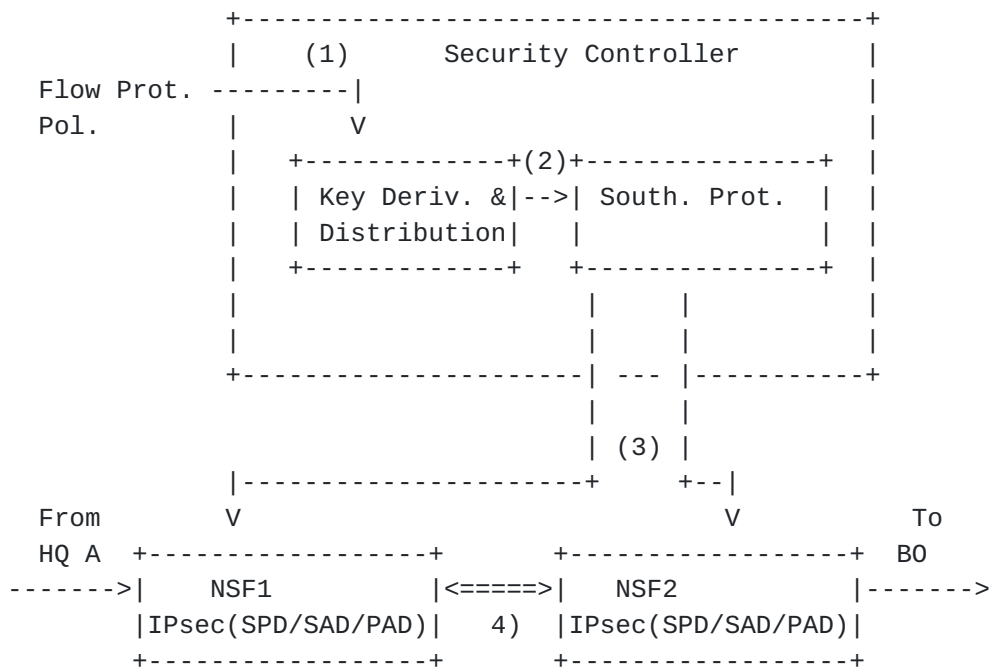 (1) Security Controller
Flow Prot.
Pol.
(2)
Key Deriv. & South. Prot.
Distribution
(3)
From To
HQ A BO
NSF1 NSF2
IPsec(SPD/SAD/PAD) 4) IPsec(SPD/SAD/PAD)